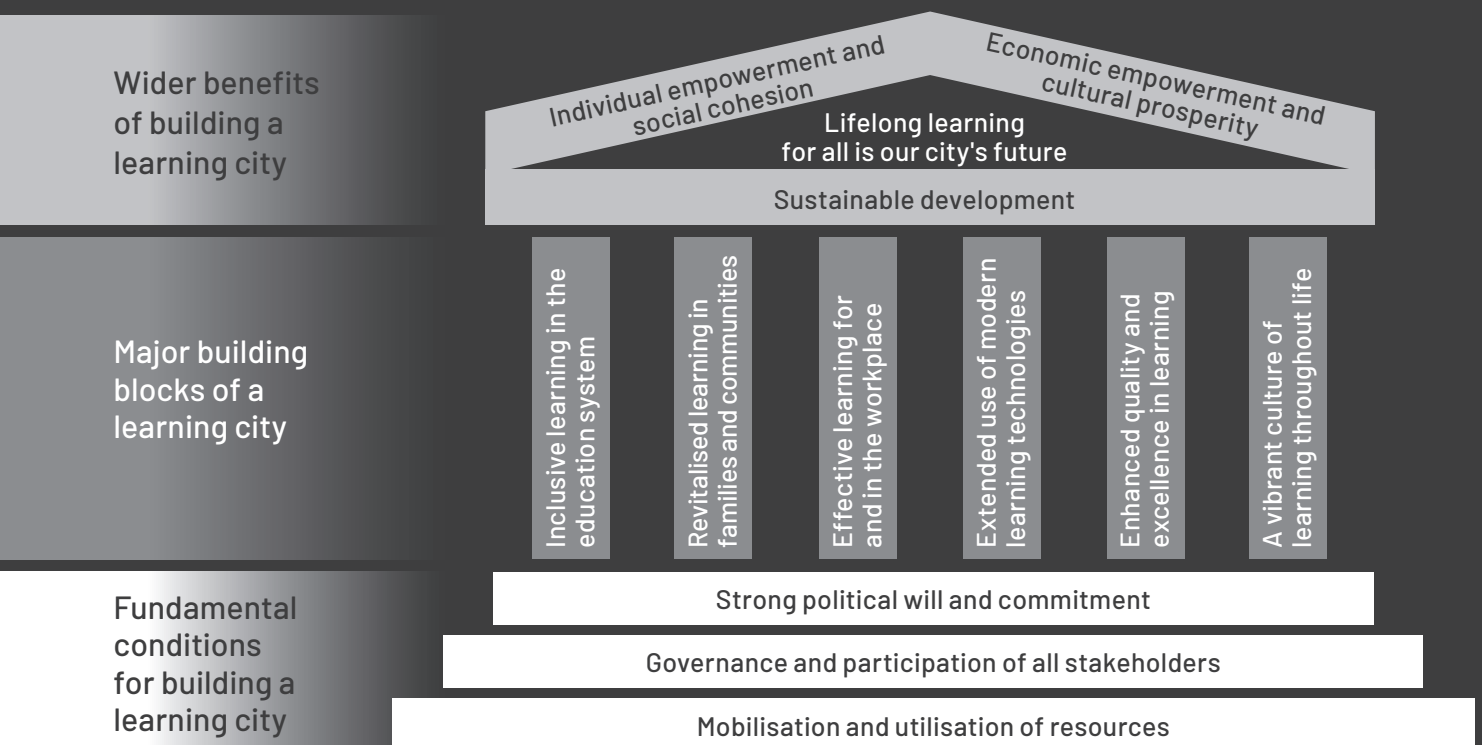 Wider benefits
of building a
learning city
Individual empowerment and
social cohesion
Economic empowerment and
cultural prosperity
Lifelong learning
for all is our city's future
Sustainable development
Major building
blocks of a
learning city
Inclusive learning in the
education system
Revitalised learning in
families and communities
Effective learning for
and in the workplace
Extended use of modern
learning technologies
Enhanced quality and
excellence in learning
A vibrant culture of
learning throughout life
Fundamental
conditions
for building a
learning city
Strong political will and commitment
Governance and participation of all stakeholders
Mobilisation and utilisation of resources